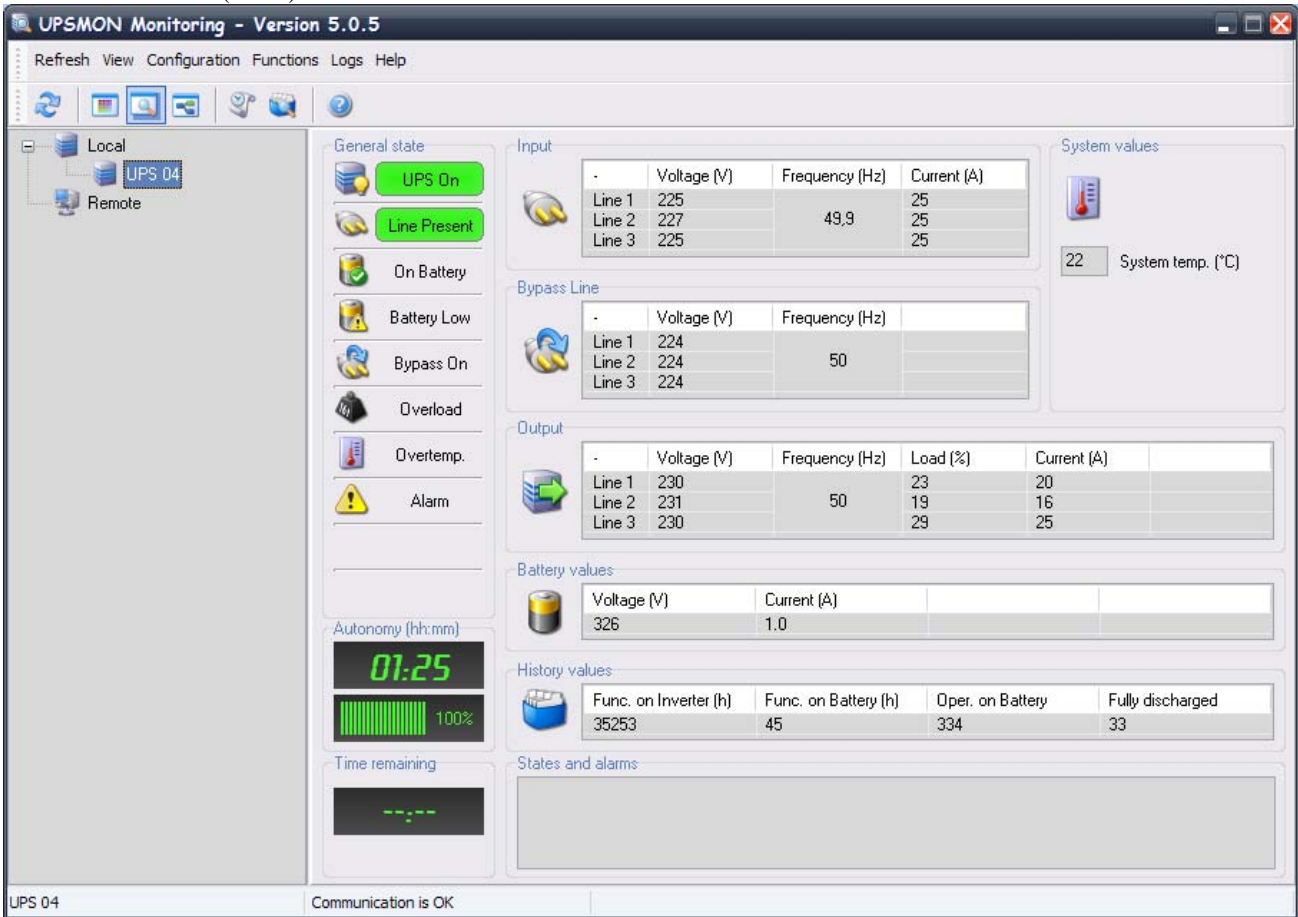 UPSMON Monitoring - Version 5.0.5
Refresh View Configuration Functions Logs Help
Local
UPS 04
Remote
General state
UPS On
Line Present
On Battery
Battery Low
Bypass On
Overload
Overtemp.
Alarm
Autonomy (hh:mm)
01:25
100%
Time remaining
--:--
Input
- Voltage (V) Frequency (Hz) Current (A)
Line 1 225 25
Line 2 227 49,9 25
Line 3 225 25
Bypass Line
- Voltage (V) Frequency (Hz)
Line 1 224
Line 2 224 50
Line 3 224
Output
- Voltage (V) Frequency (Hz) Load (%) Current (A)
Line 1 230 23 20
Line 2 231 50 19 16
Line 3 230 29 25
Battery values
Voltage (V) Current (A)
326 1.0
History values
Func. on Inverter (h) Func. on Battery (h) Oper. on Battery Fully discharged
35253 45 334 33
States and alarms
System values
22 System temp. (°C)
UPS 04 Communication is OK